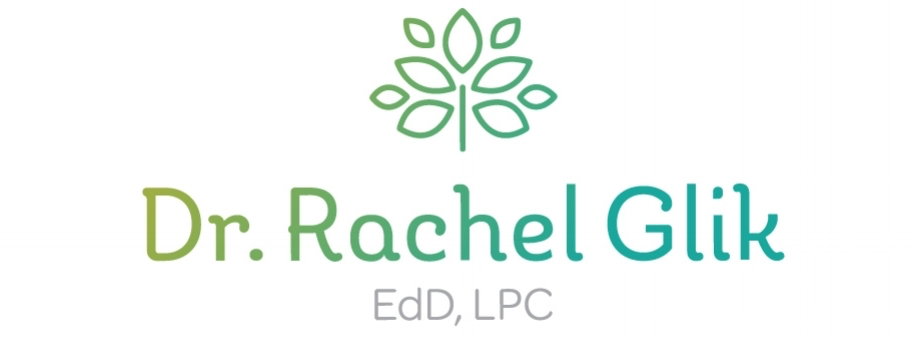 Dr. Rachel Glik
EdD, LPC